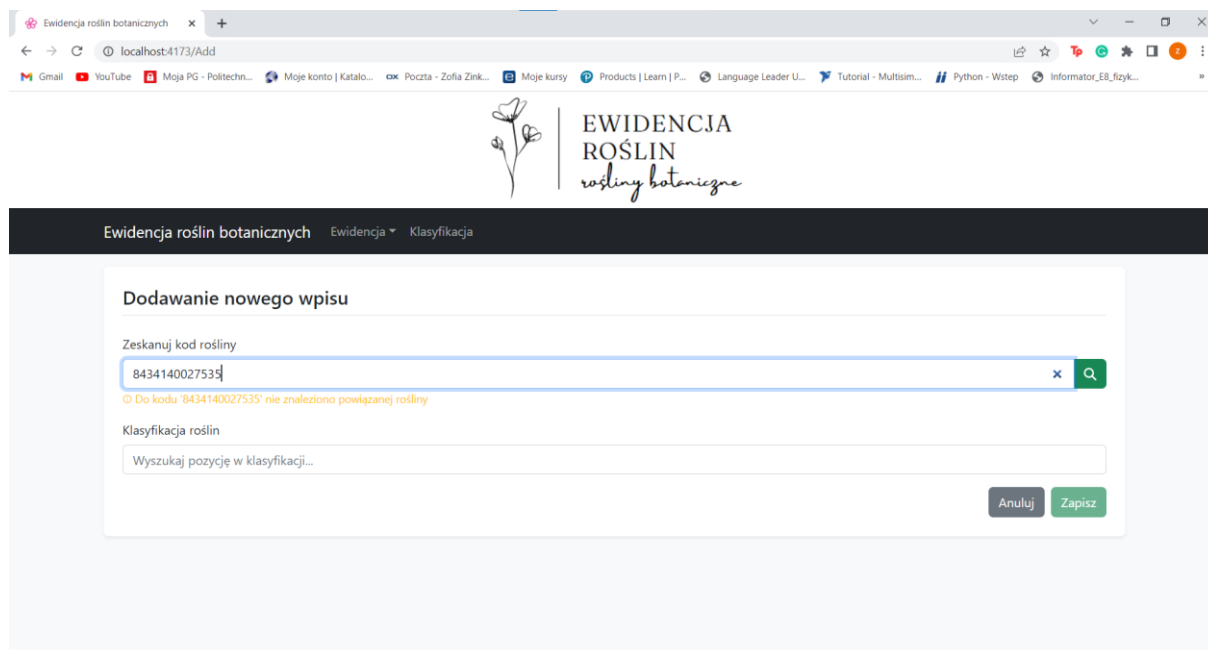 Ewidencja roślin botanicznych
localhost:4173/Add
Gmail YouTube Moja PG - Politechn... Moje konto | Katalo... Poczta - Zofia Zink... Moje kursy Products | Learn | P... Language Leader U... Tutorial - Multisim... Python - Wstep Informator_E8_fizyk... »
EWIDENCJA
ROŚLIN
rośliny botaniczne
Ewidencja roślin botanicznych Ewidencja Klasyfikacja
Dodawanie nowego wpisu
Zeskanuj kod rośliny
8434140027535
Do kodu '8434140027535' nie znaleziono powiązanej rośliny
Klasyfikacja roślin
Wyszukaj pozycję w klasyfikacji...
Anuluj Zapisz